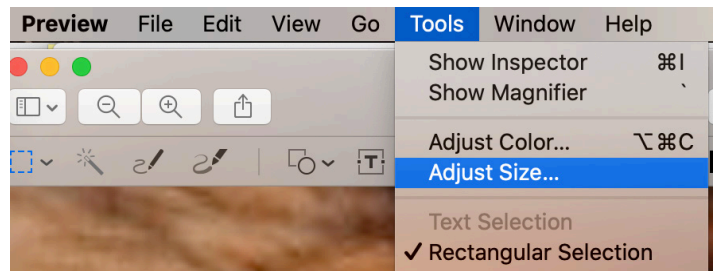 Preview File Edit View Go Tools Window Help
Show Inspector ⌘I
Show Magnifier `
Adjust Color... ⌥⌘C
Adjust Size...
T
Text Selection
✓ Rectangular Selection